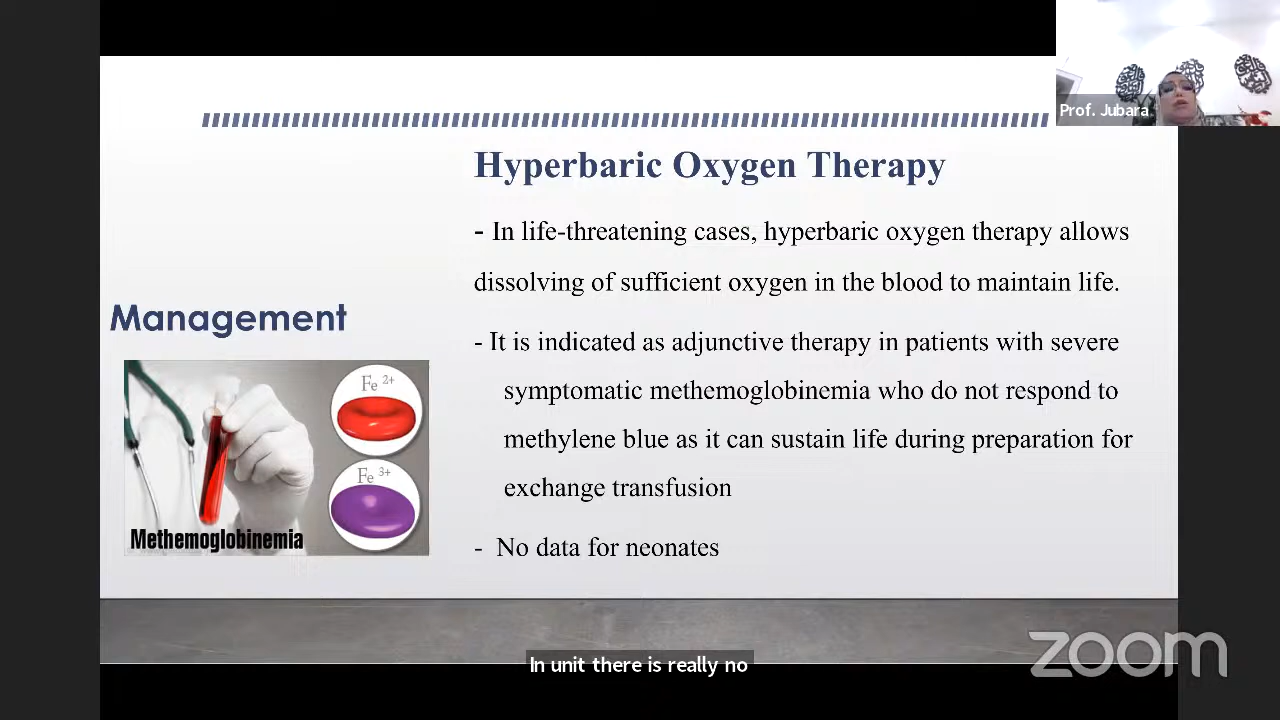 Prof. Jubara
Hyperbaric Oxygen Therapy
- In life-threatening cases, hyperbaric oxygen therapy allows
dissolving of sufficient oxygen in the blood to maintain life.
Management
- It is indicated as adjunctive therapy in patients with severe
symptomatic methemoglobinemia who do not respond to
methylene blue as it can sustain life during preparation for
exchange transfusion
- No data for neonates
Fe 2+
Fe 3+
Methemoglobinemia
zoom
In unit there is really no